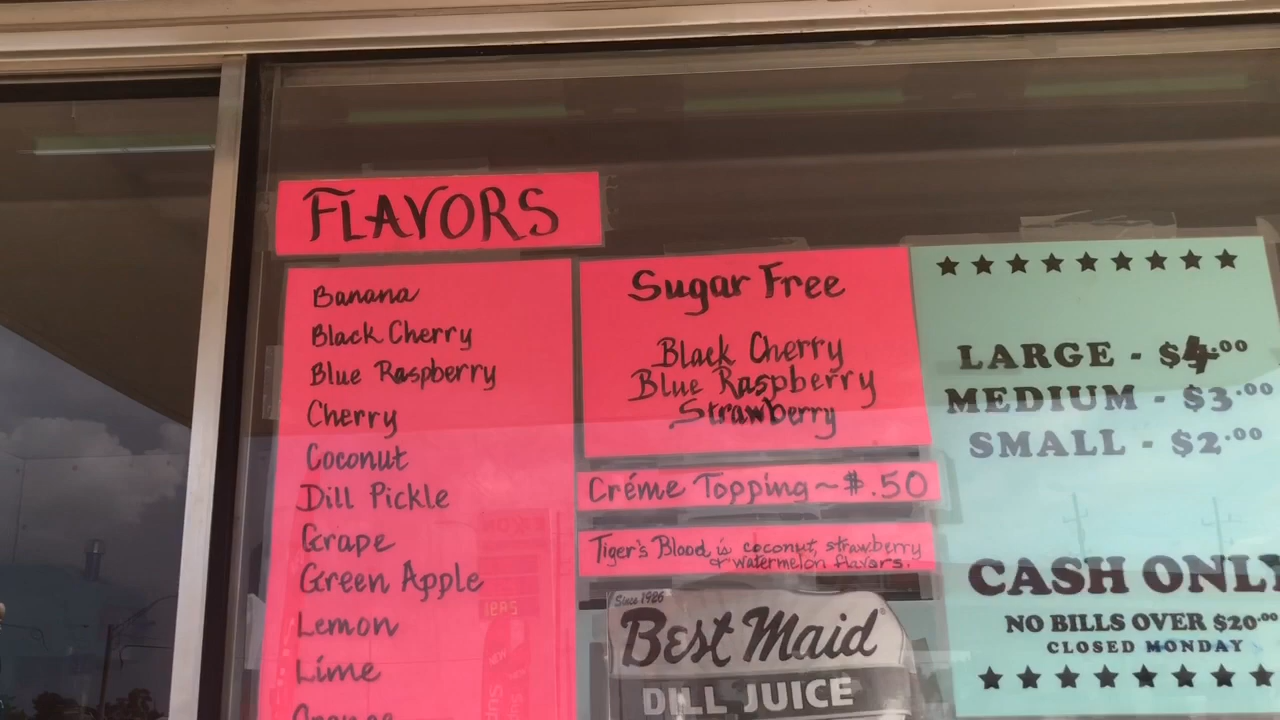 FLAVORS
Banana
Black Cherry
Blue Raspberry
Cherry
Coconut
Dill Pickle
Grape
Green Apple
Lemon
Lime
Orange
Sugar Free
Black Cherry
Blue Raspberry
Strawberry
Créme Topping ~ $.50
Tiger's Blood is coconut, strawberry
& watermelon flavors.
Since 1926
Best Maid
DILL JUICE
LARGE - $4.00
MEDIUM - $3.00
SMALL - $2.00
CASH ONLY
NO BILLS OVER $20.00
CLOSED MONDAY